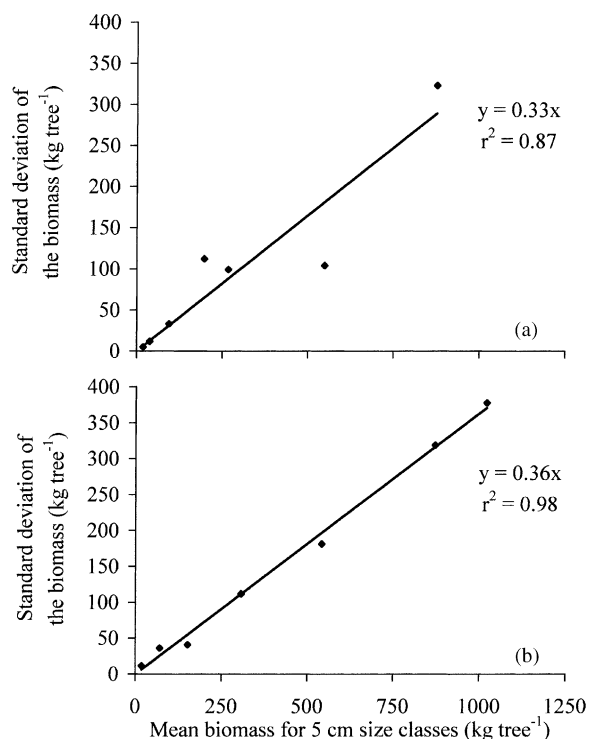 400
350
300
250
200
150
100
50
0
Standard deviation of
the biomass (kg tree⁻¹)
y = 0.33x
r² = 0.87
(a)
400
350
300
250
200
150
100
50
0
Standard deviation of
the biomass (kg tree⁻¹)
y = 0.36x
r² = 0.98
(b)
0 250 500 750 1000 1250
Mean biomass for 5 cm size classes (kg tree⁻¹)